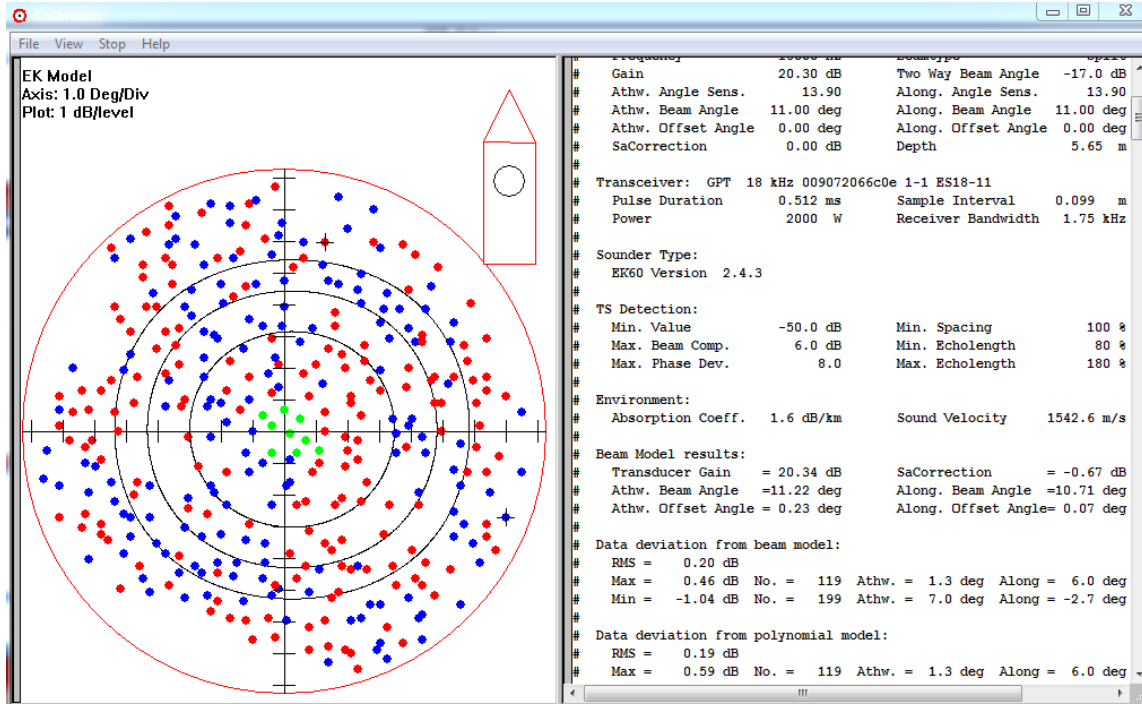 Calibration
File View Stop Help
EK Model
Axis: 1.0 Deg/Div
Plot: 1 dB/level
# Frequency 18000 Hz Beamtype Split
# Gain 20.30 dB Two Way Beam Angle -17.0 dB
# Athw. Angle Sens. 13.90 Along. Angle Sens. 13.90
# Athw. Beam Angle 11.00 deg Along. Beam Angle 11.00 deg
# Athw. Offset Angle 0.00 deg Along. Offset Angle 0.00 deg
# SaCorrection 0.00 dB Depth 5.65 m
#
# Transceiver: GPT 18 kHz 009072066c0e 1-1 ES18-11
# Pulse Duration 0.512 ms Sample Interval 0.099 m
# Power 2000 W Receiver Bandwidth 1.75 kHz
#
# Sounder Type:
# EK60 Version 2.4.3
#
# TS Detection:
# Min. Value -50.0 dB Min. Spacing 100 %
# Max. Beam Comp. 6.0 dB Min. Echolength 80 %
# Max. Phase Dev. 8.0 Max. Echolength 180 %
#
# Environment:
# Absorption Coeff. 1.6 dB/km Sound Velocity 1542.6 m/s
#
# Beam Model results:
# Transducer Gain = 20.34 dB SaCorrection = -0.67 dB
# Athw. Beam Angle =11.22 deg Along. Beam Angle =10.71 deg
# Athw. Offset Angle = 0.23 deg Along. Offset Angle= 0.07 deg
#
# Data deviation from beam model:
# RMS = 0.20 dB
# Max = 0.46 dB No. = 119 Athw. = 1.3 deg Along = 6.0 deg
# Min = -1.04 dB No. = 199 Athw. = 7.0 deg Along = -2.7 deg
#
# Data deviation from polynomial model:
# RMS = 0.19 dB
# Max = 0.59 dB No. = 119 Athw. = 1.3 deg Along = 6.0 deg